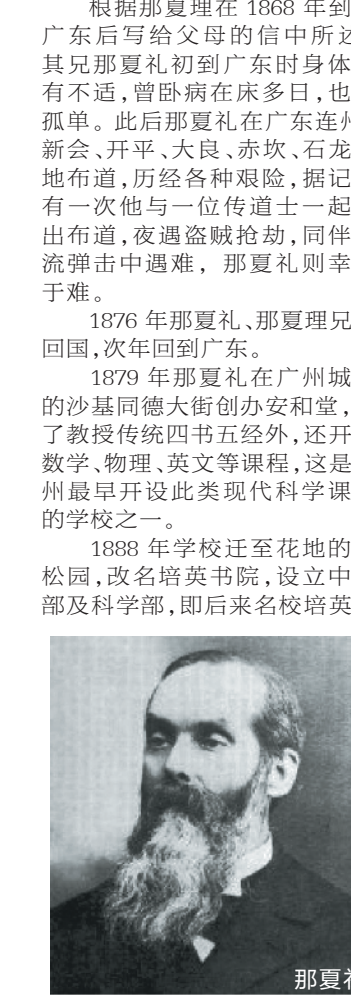 根据那夏理在 1868 年到
广东后写给父母的信中所述
其兄那夏礼初到广东时身体
有不适，曾卧病在床多日，也
孤单。此后那夏礼在广东连州
新会、开平、大良、赤坎、石龙
地布道，历经各种艰险，据记
有一次他与一位传道士一起
出布道，夜遇盗贼抢劫，同伴
流弹击中遇难， 那夏礼则幸
于难。
1876 年那夏礼、那夏理兄
回国，次年回到广东。
1879 年那夏礼在广州城
的沙基同德大街创办安和堂，
了教授传统四书五经外，还开
数学、物理、英文等课程，这是
州最早开设此类现代科学课
的学校之一。
1888 年学校迁至花地的
松园，改名培英书院，设立中
部及科学部，即后来名校培英
那夏礼